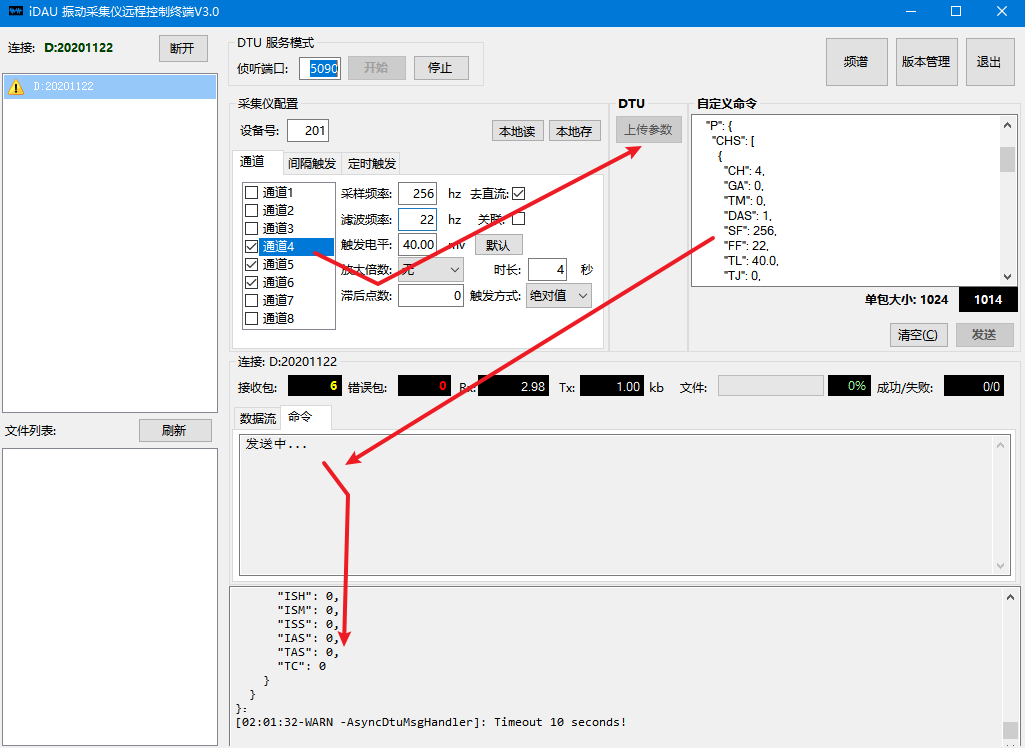 iDAU 振动采集仪远程控制终端V3.0
连接: D:20201122
断开
D:20201122
文件列表:
刷新
DTU 服务模式
侦听端口: 5090 开始 停止
频谱
版本管理
退出
采集仪配置
设备号: 201 本地读 本地存
通道 间隔触发 定时触发
通道1
通道2
通道3
通道4
通道5
通道6
通道7
通道8
采样频率: 256 hz 去直流:
滤波频率: 22 hz 关联:
触发电平: 40.00 mv 默认
放大倍数: 无 时长: 4 秒
滞后点数: 0 触发方式: 绝对值
DTU
上传参数
自定义命令
"P": {
"CHS": [
{
"CH": 4,
"GA": 0,
"TM": 0,
"DAS": 1,
"SF": 256,
"FF": 22,
"TL": 40.0,
"TJ": 0,
单包大小: 1024 1014
清空(C) 发送
连接: D:20201122
接收包: 6 错误包: 0 Rx: 2.98 Tx: 1.00 kb 文件: 0% 成功/失败: 0/0
数据流 命令
发送中...
"ISH": 0,
"ISM": 0,
"ISS": 0,
"IAS": 0,
"TAS": 0,
"TC": 0
}
}
};
[02:01:32-WARN -AsyncDtuMsgHandler]: Timeout 10 seconds!